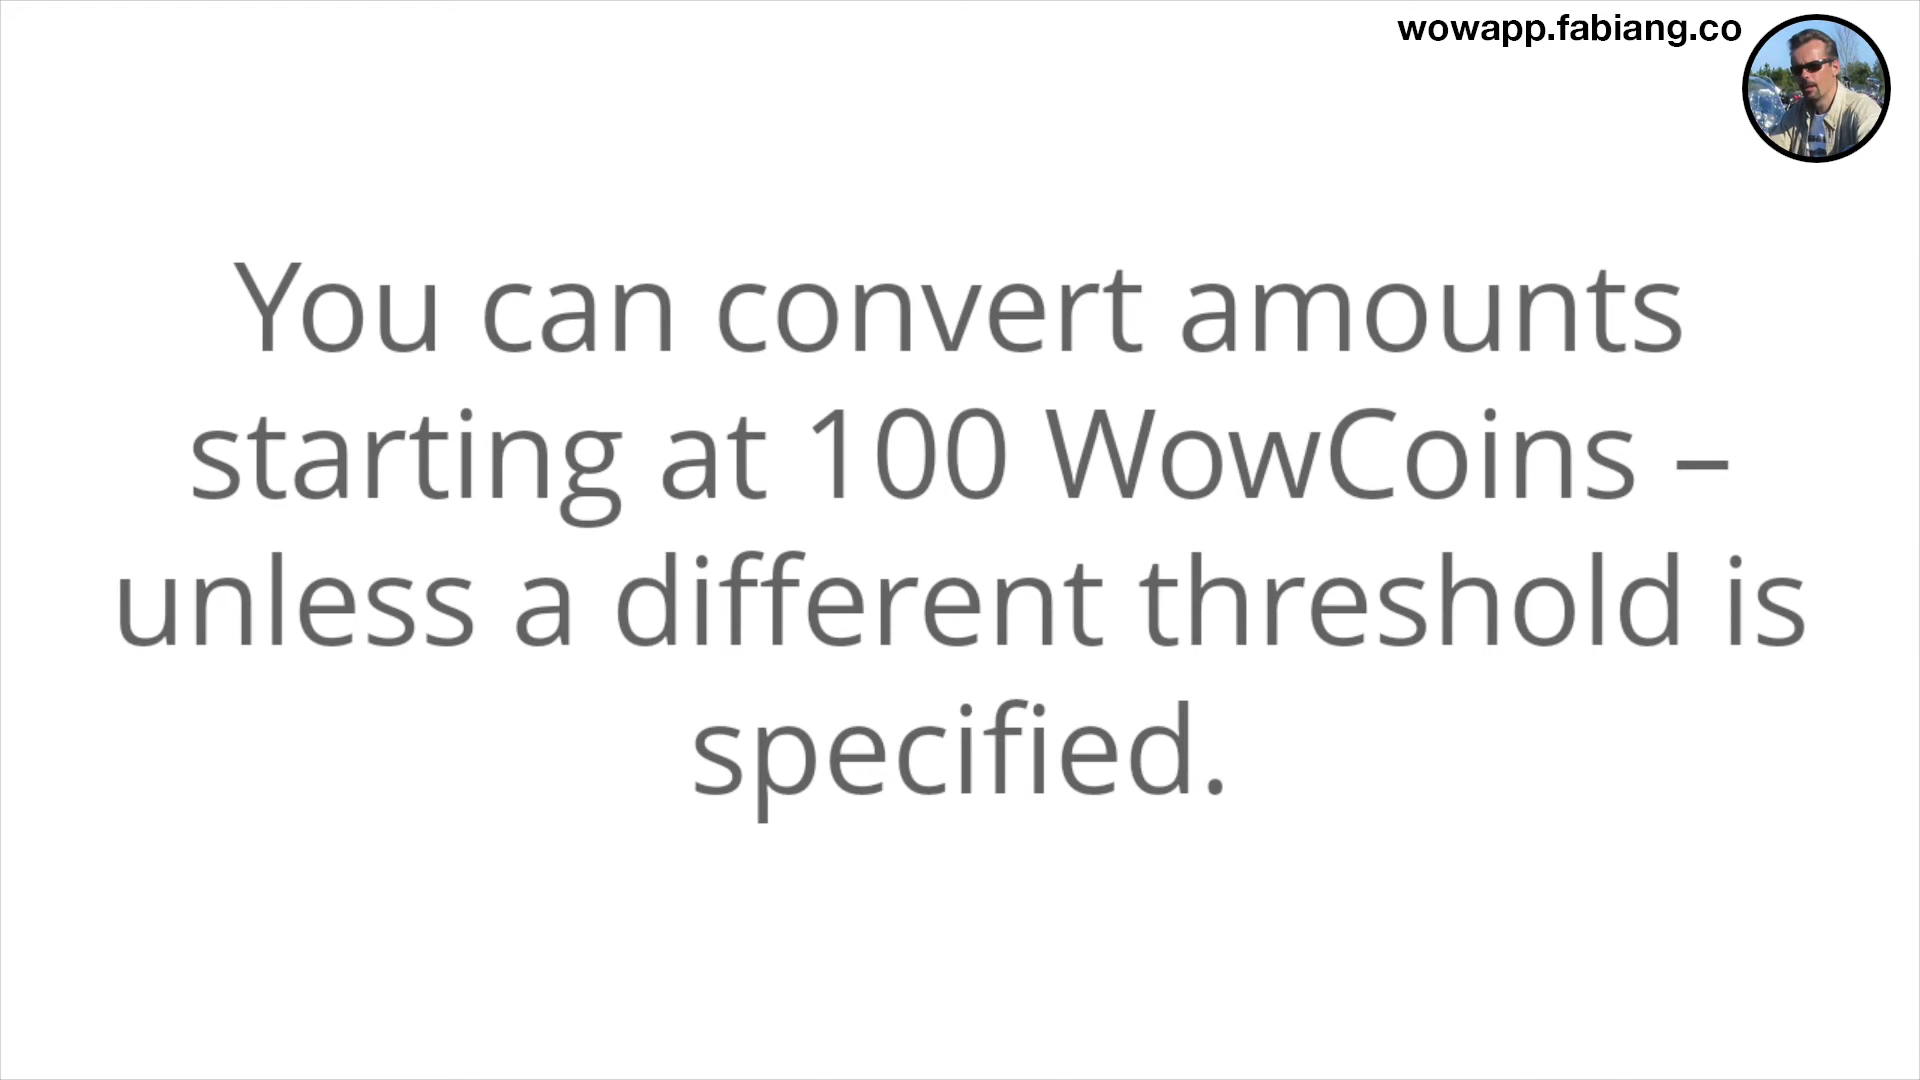 wowapp.fabiang.co
You can convert amounts
starting at 100 WowCoins –
unless a different threshold is
specified.